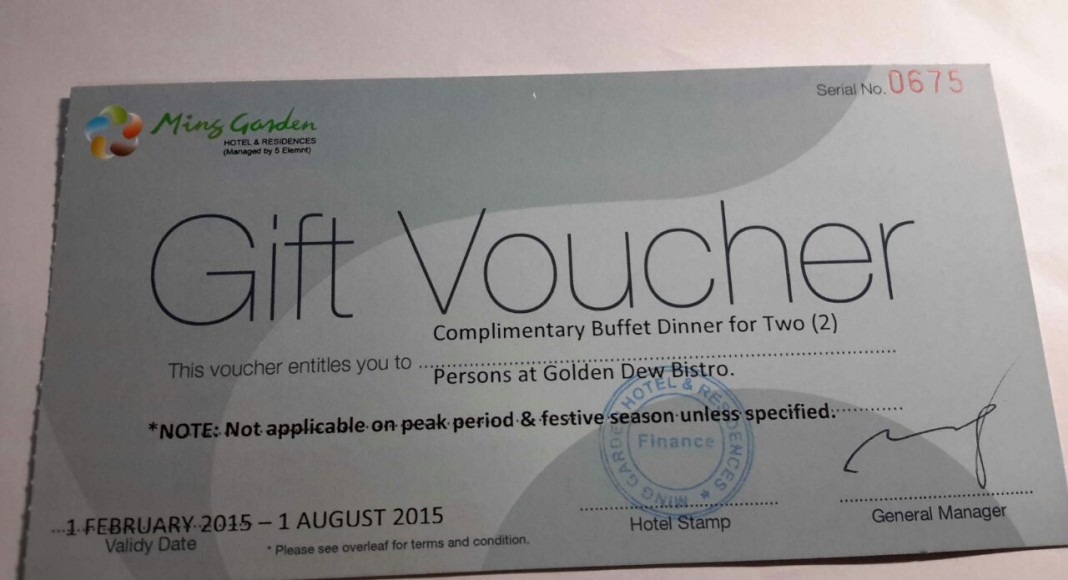 Serial No. 0675
Ming Garden
HOTEL & RESIDENCES
(Managed by 5 Elemnt)
Gift Voucher
Complimentary Buffet Dinner for Two (2)
This voucher entitles you to
Persons at Golden Dew Bistro.
*NOTE: Not applicable on peak period & festive season unless specified.
MING GARDEN HOTEL & RESIDENCES
Finance
1 FEBRUARY 2015 – 1 AUGUST 2015
Validy Date
* Please see overleaf for terms and condition.
Hotel Stamp
General Manager